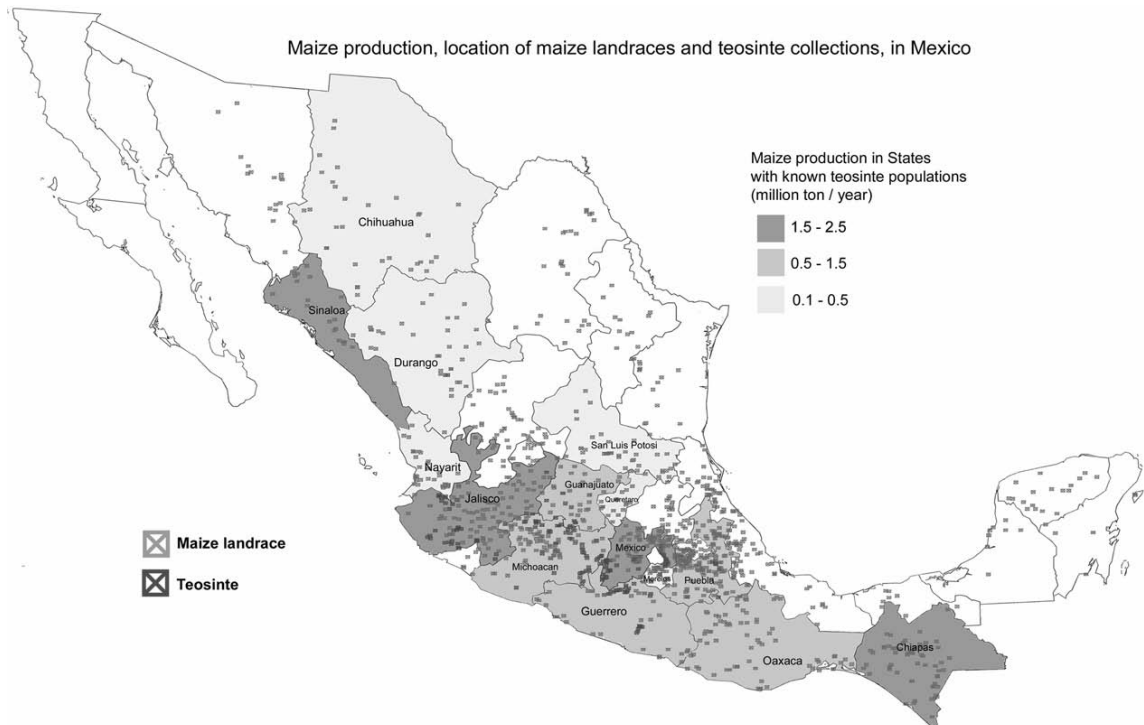 Maize production, location of maize landraces and teosinte collections, in Mexico
Maize production in States
with known teosinte populations
(million ton / year)
1.5 - 2.5
0.5 - 1.5
0.1 - 0.5
Chihuahua
Sinaloa
Durango
San Luis Potosi
Nayarit
Guanajuato
Jalisco
Queretaro
Maize landrace
Mexico
Michoacan
Teosinte
Morelos
Puebla
Guerrero
Chiapas
Oaxaca